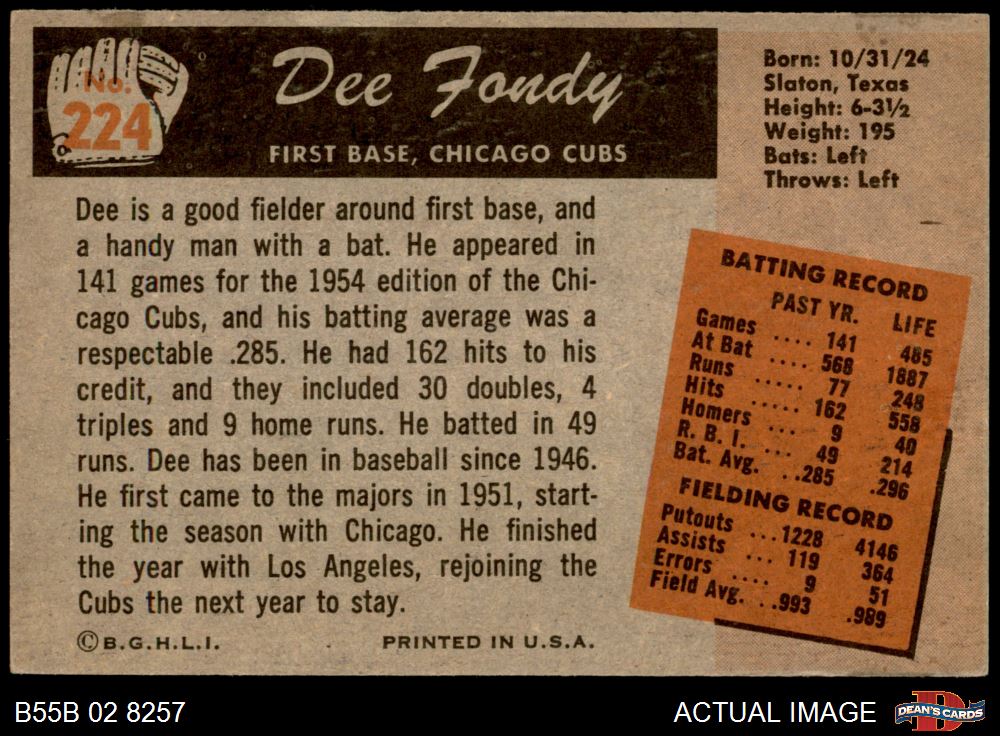 No.
224
Dee Fondy
FIRST BASE, CHICAGO CUBS
Born: 10/31/24
Slaton, Texas
Height: 6-3½
Weight: 195
Bats: Left
Throws: Left
Dee is a good fielder around first base, and
a handy man with a bat. He appeared in
141 games for the 1954 edition of the Chi-
cago Cubs, and his batting average was a
respectable .285. He had 162 hits to his
credit, and they included 30 doubles, 4
triples and 9 home runs. He batted in 49
runs. Dee has been in baseball since 1946.
He first came to the majors in 1951, start-
ing the season with Chicago. He finished
the year with Los Angeles, rejoining the
Cubs the next year to stay.
©B.G.H.L.I. PRINTED IN U.S.A.
BATTING RECORD
PAST YR. LIFE
Games .... 141 485
At Bat .... 568 1887
Runs ..... 77 248
Hits ..... 162 558
Homers ... 9 40
R. B. I. ... 49 214
Bat. Avg. ..285 .296
FIELDING RECORD
Putouts ...1228 4146
Assists ... 119 364
Errors .... 9 51
Field Avg. ..993 .989
B55B 02 8257 ACTUAL IMAGE DEAN'S CARDS